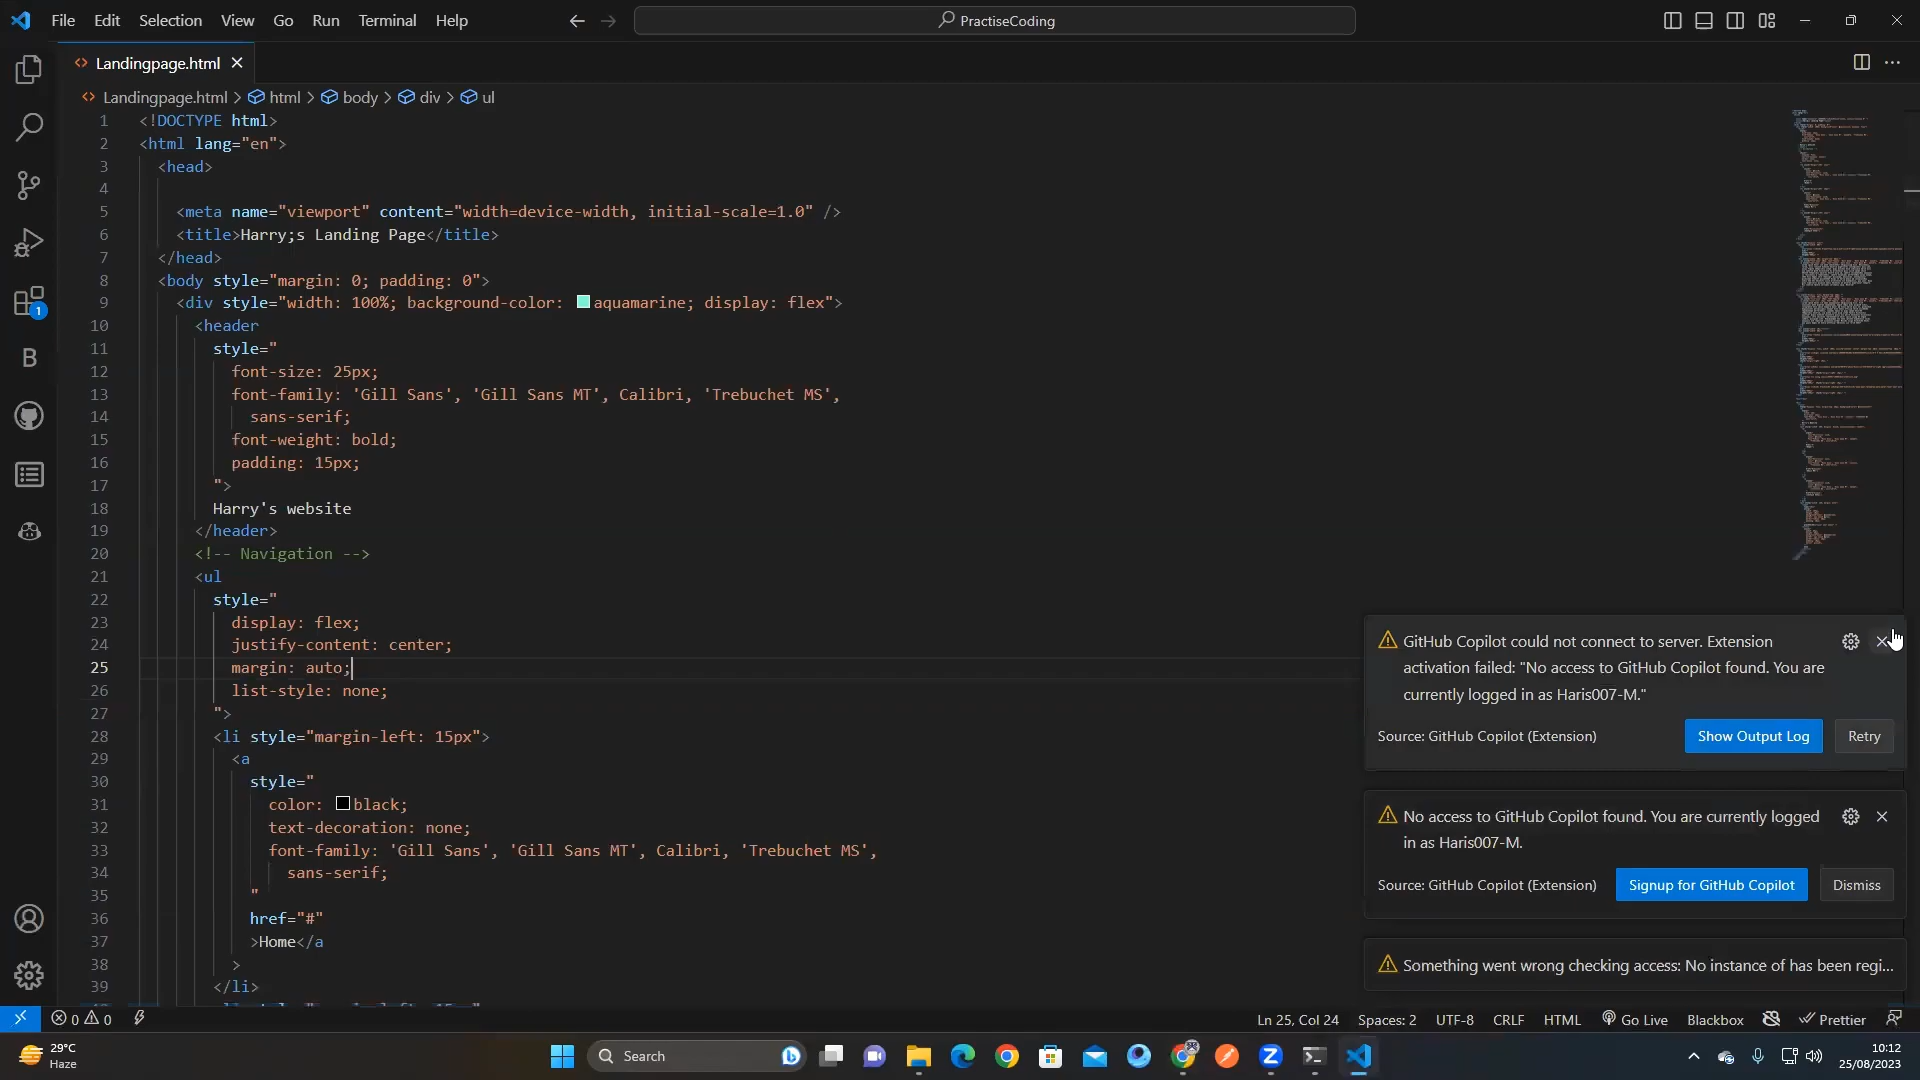 File Edit Selection View Go Run Terminal Help
PractiseCoding
Landingpage.html
Landingpage.html > html > body > div > ul
1 <!DOCTYPE html>
2 <html lang="en">
3 <head>
4
5 <meta name="viewport" content="width=device-width, initial-scale=1.0" />
6 <title>Harry;s Landing Page</title>
7 </head>
8 <body style="margin: 0; padding: 0">
9 <div style="width: 100%; background-color: aquamarine; display: flex">
10 <header
11 style="
12 font-size: 25px;
13 font-family: 'Gill Sans', 'Gill Sans MT', Calibri, 'Trebuchet MS',
14 sans-serif;
15 font-weight: bold;
16 padding: 15px;
17 ">
18 Harry's website
19 </header>
20 <!-- Navigation -->
21 <ul
22 style="
23 display: flex;
24 justify-content: center;
25 margin: auto;
26 list-style: none;
27 ">
28 <li style="margin-left: 15px">
29 <a
30 style="
31 color: black;
32 text-decoration: none;
33 font-family: 'Gill Sans', 'Gill Sans MT', Calibri, 'Trebuchet MS',
34 sans-serif;
35 "
36 href="#"
37 >Home</a
38 >
39 </li>
GitHub Copilot could not connect to server. Extension
activation failed: "No access to GitHub Copilot found. You are
currently logged in as Haris007-M."
Source: GitHub Copilot (Extension) Show Output Log Retry
No access to GitHub Copilot found. You are currently logged
in as Haris007-M.
Source: GitHub Copilot (Extension) Signup for GitHub Copilot Dismiss
Something went wrong checking access: No instance of has been regi...
1
B
0 0 Ln 25, Col 24 Spaces: 2 UTF-8 CRLF HTML Go Live Blackbox Prettier
29°C
Haze
Search
10:12
25/08/2023